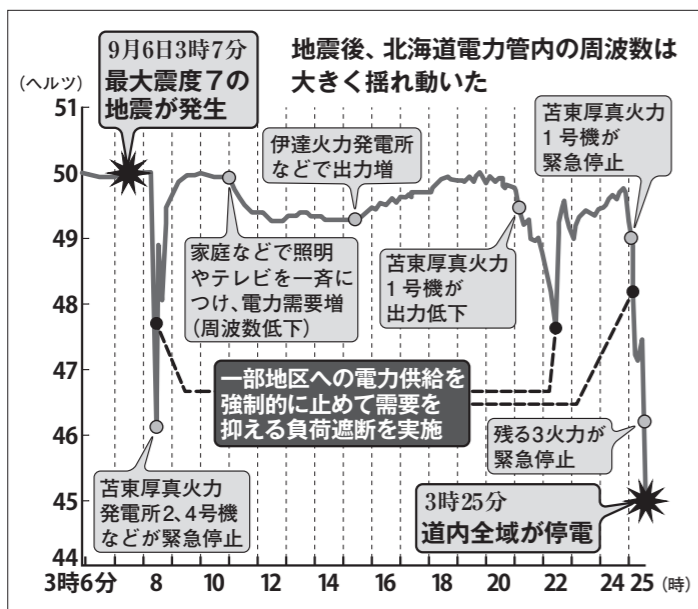 地震後、北海道電力管内の周波数は
大きく揺れ動いた
(ヘルツ)
9月6日3時7分
最大震度7の
地震が発生
伊達火力発電所
などで出力増
苫東厚真火力
1号機が
緊急停止
家庭などで照明
やテレビを一斉に
つけ、電力需要増
(周波数低下)
苫東厚真火力
1号機が
出力低下
一部地区への電力供給を
強制的に止めて需要を
抑える負荷遮断を実施
苫東厚真火力
発電所2、4号機
などが緊急停止
残る3火力が
緊急停止
3時25分
道内全域が停電
51
50
49
48
47
46
45
44
3時6分 8 10 12 14 16 18 20 22 24 25 (時)